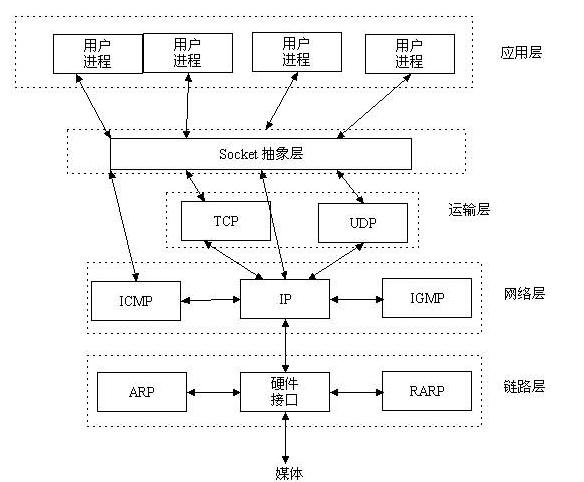 用户
进程
用户
进程
用户
进程
用户
进程
应用层
Socket 抽象层
TCP
UDP
运输层
ICMP
IP
IGMP
网络层
ARP
硬件
接口
RARP
链路层
媒体